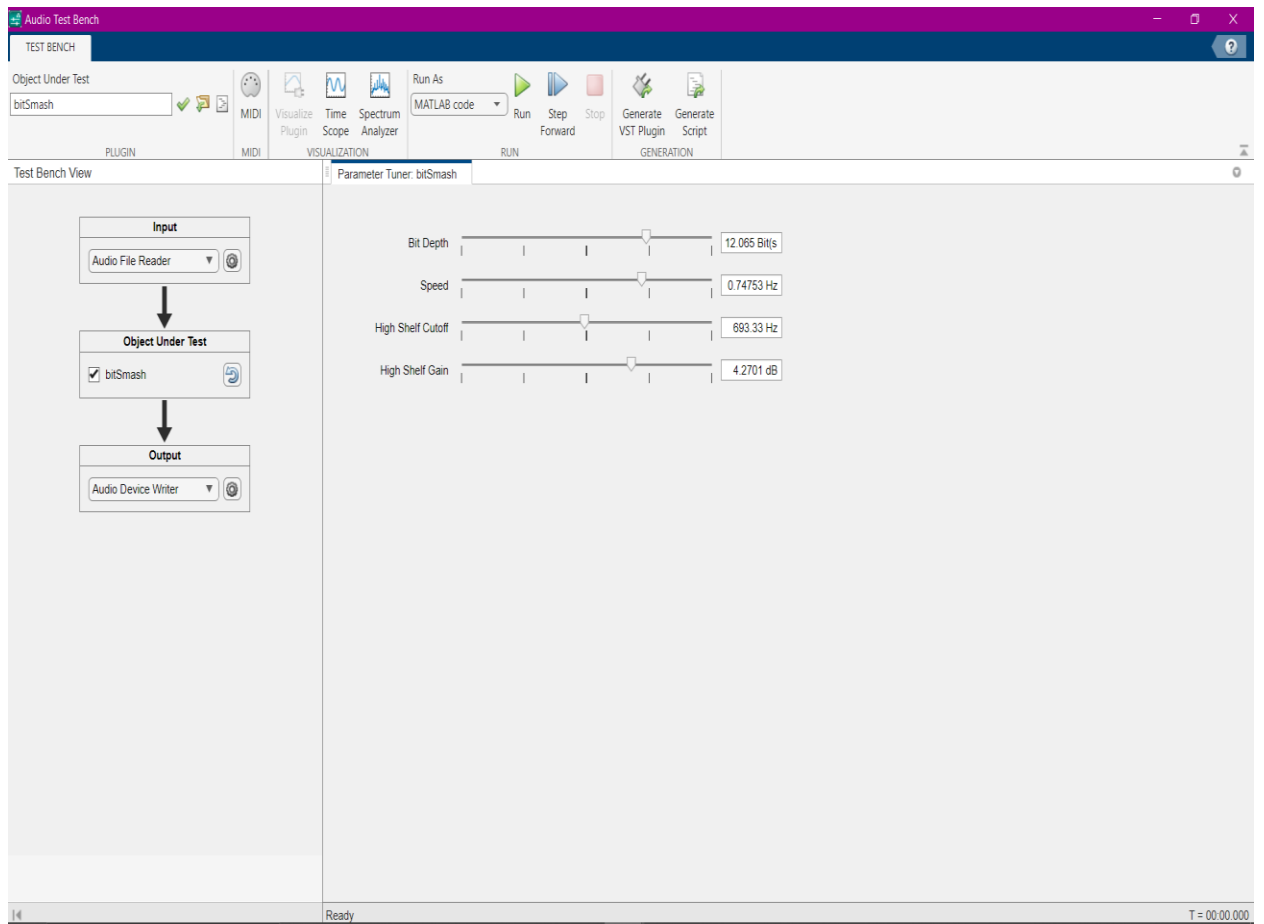 Audio Test Bench
TEST BENCH
?
Object Under Test
bitSmash
PLUGIN
MIDI
MIDI
Visualize Plugin
Time Scope
Spectrum Analyzer
VISUALIZATION
Run As
MATLAB code
Run
Step Forward
Stop
RUN
Generate VST Plugin
Generate Script
GENERATION
Test Bench View
Input
Audio File Reader
Object Under Test
bitSmash
Output
Audio Device Writer
Parameter Tuner: bitSmash
Bit Depth 12.065 Bit(s
Speed 0.74753 Hz
High Shelf Cutoff 693.33 Hz
High Shelf Gain 4.2701 dB
Ready
T = 00:00.000